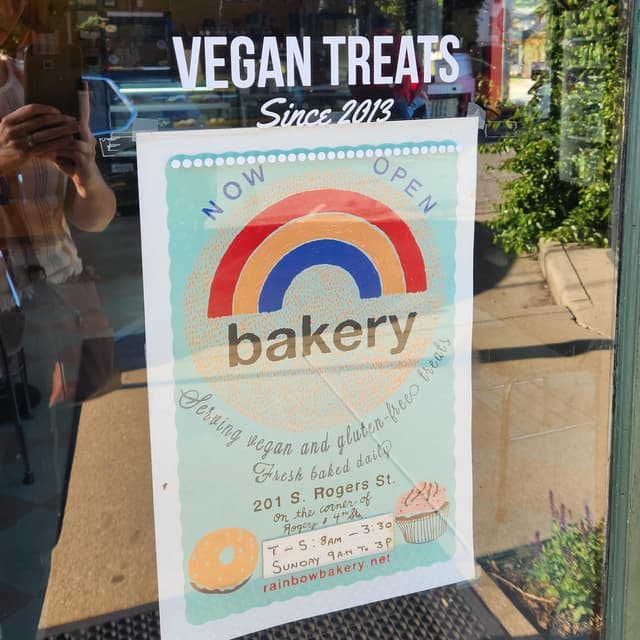 VEGAN TREATS
Since 2013
E
NOW OPEN
bakery
Serving vegan and gluten-free treats
Fresh baked daily
201 S. Rogers St.
on the corner of
Rogers & 4th St.
T - S: 8AM - 3:30
SUNDAY 9AM TO 3P
rainbowbakery.net